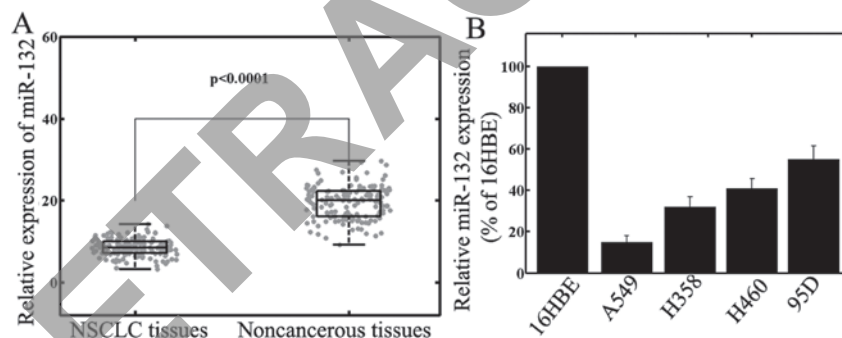 A
Relative expression of miR-132
60
40
20
0
p<0.0001
NSCLC tissues
Noncancerous tissues
B
Relative miR-132 expression
(% of 16HBE)
100
80
60
40
20
0
16HBE
A549
H358
H460
95D
ETRAC